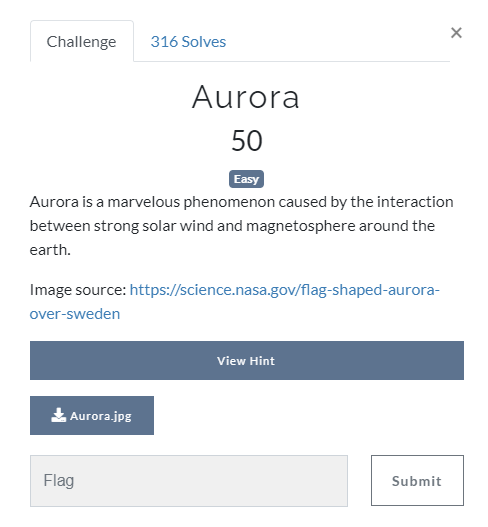 Challenge
316 Solves
×
Aurora
50
Easy
Aurora is a marvelous phenomenon caused by the interaction
between strong solar wind and magnetosphere around the
earth.
Image source: https://science.nasa.gov/flag-shaped-aurora-
over-sweden
View Hint
Aurora.jpg
Flag
Submit